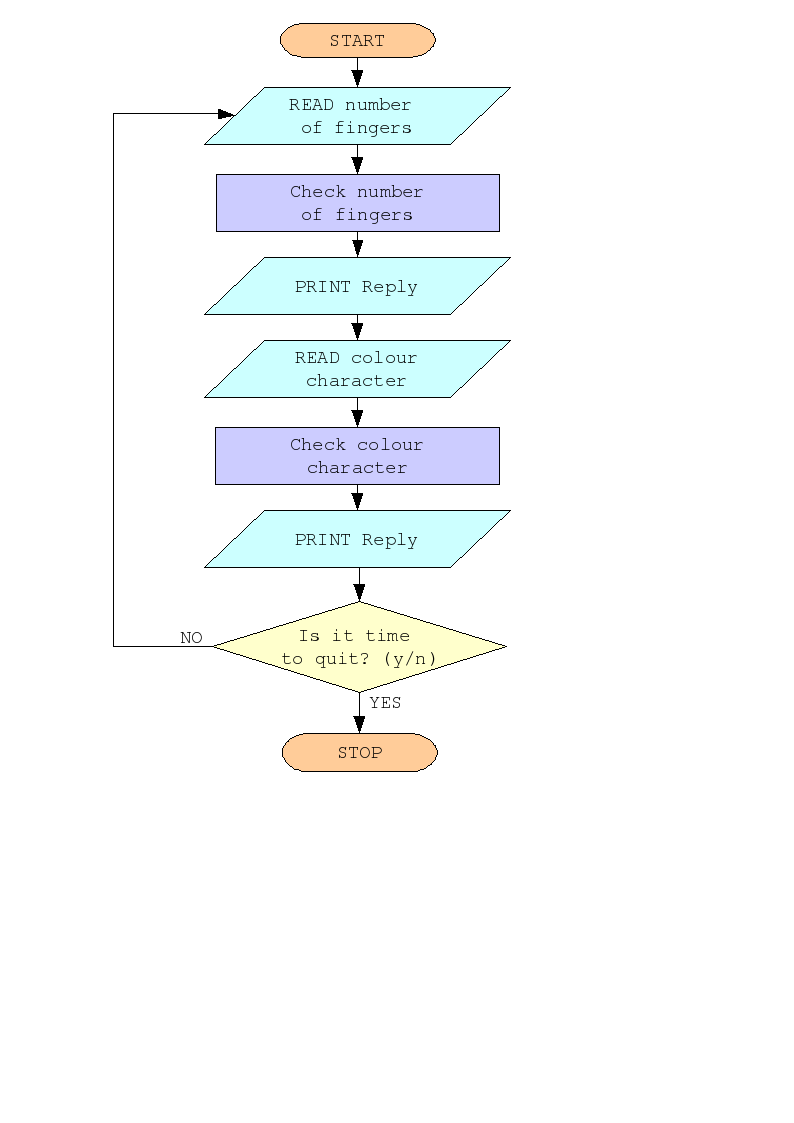 START
READ number
of fingers
Check number
of fingers
PRINT Reply
READ colour
character
Check colour
character
PRINT Reply
Is it time
to quit? (y/n)
NO
YES
STOP